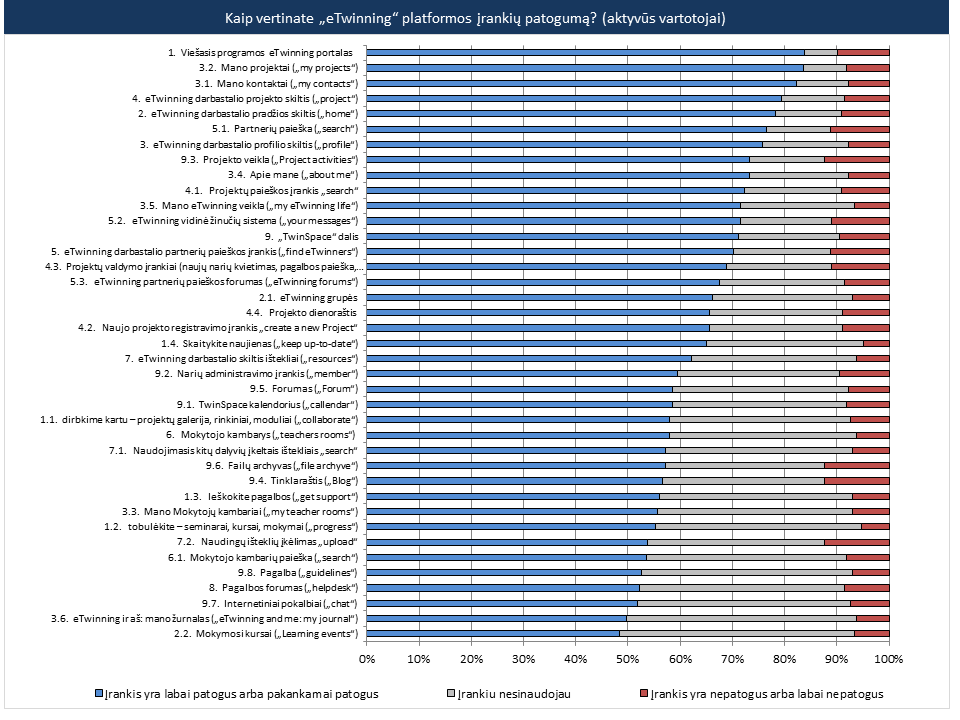 Kaip vertinate „eTwinning“ platformos įrankių patogumą? (aktyvūs vartotojai)
1. Viešasis programos eTwinning portalas
3.2. Mano projektai („my projects“)
3.1. Mano kontaktai („my contacts“)
4. eTwinning darbastalio projekto skiltis („project“)
2. eTwinning darbastalio pradžios skiltis („home“)
5.1. Partnerių paieška („search“)
3. eTwinning darbastalio profilio skiltis („profile“)
9.3. Projekto veikla („Project activities“)
3.4. Apie mane („about me“)
4.1. Projektų paieškos įrankis „search“
3.5. Mano eTwinning veikla („my eTwinning life“)
5.2. eTwinning vidinė žinučių sistema („your messages“)
9. „TwinSpace“ dalis
5. eTwinning darbastalio partnerių paieškos įrankis („find eTwinners“)
4.3. Projektų valdymo įrankiai (naujų narių kvietimas, pagalbos paieška,...
5.3. eTwinning partnerių paieškos forumas („eTwinning forums“)
2.1. eTwinning grupės
4.4. Projekto dienoraštis
4.2. Naujo projekto registravimo įrankis „create a new Project“
1.4. Skaitykite naujienas („keep up-to-date“)
7. eTwinning darbastalio skiltis ištekliai („resources“)
9.2. Narių administravimo įrankis („member“)
9.5. Forumas („Forum“)
9.1. TwinSpace kalendorius („callendar“)
1.1. dirbkime kartu – projektų galerija, rinkiniai, moduliai („collaborate“)
6. Mokytojo kambarys („teachers rooms“)
7.1. Naudojimasis kitų dalyvių įkeltais ištekliais „search“
9.6. Failų archyvas („file archyve“)
9.4. Tinklaraštis („Blog“)
1.3. Ieškokite pagalbos („get support“)
3.3. Mano Mokytojų kambariai („my teacher rooms“)
1.2. tobulėkite – seminarai, kursai, mokymai („progress“)
7.2. Naudingų išteklių įkėlimas „upload“
6.1. Mokytojo kambarių paieška („search“)
9.8. Pagalba („guidelines“)
8. Pagalbos forumas („helpdesk“)
9.7. Internetiniai pokalbiai („chat“)
3.6. eTwinning ir aš: mano žurnalas („eTwinning and me: my journal“)
2.2. Mokymosi kursai („Learning events“)
0% 10% 20% 30% 40% 50% 60% 70% 80% 90% 100%
Įrankis yra labai patogus arba pakankamai patogus Įrankiu nesinaudojau Įrankis yra nepatogus arba labai nepatogus